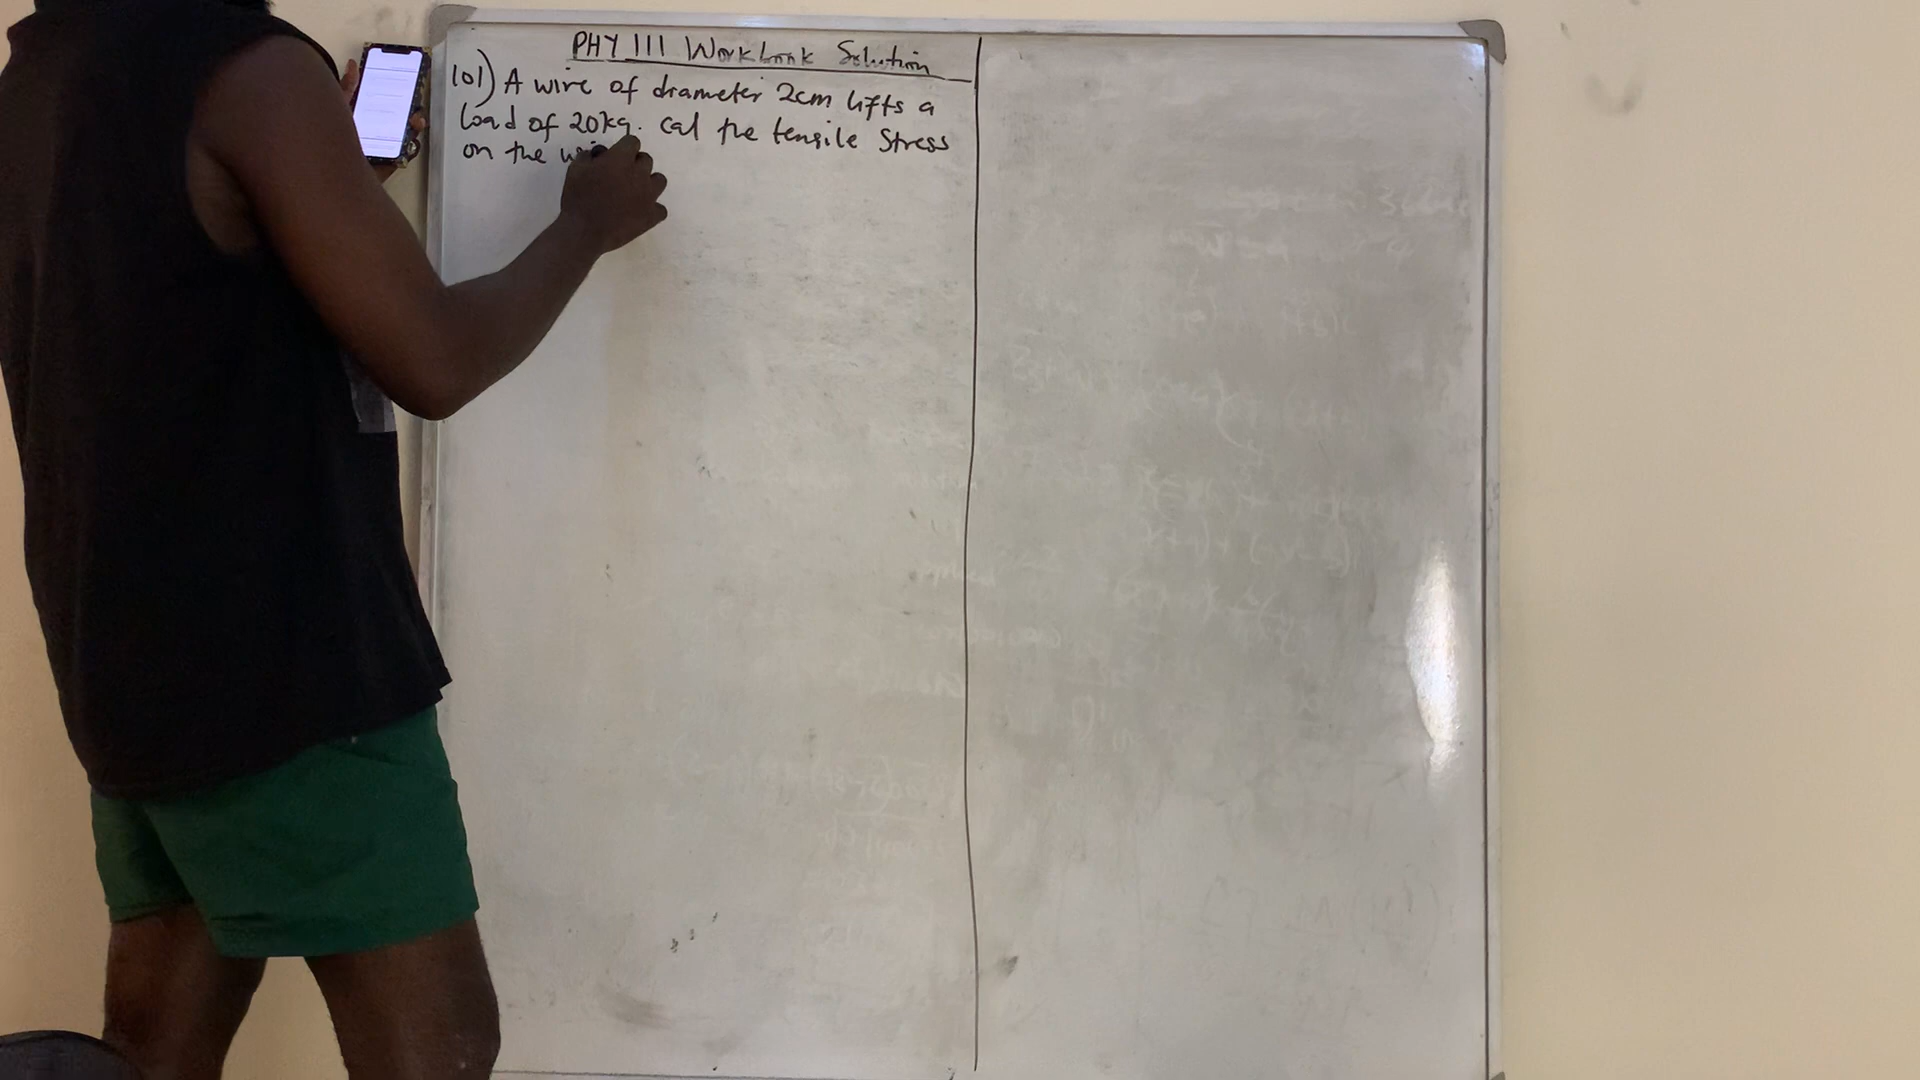 PHY 111 Workbook Solution
101) A wire of diameter 2cm lifts a
load of 20kg. Cal the tensile Stress
on the